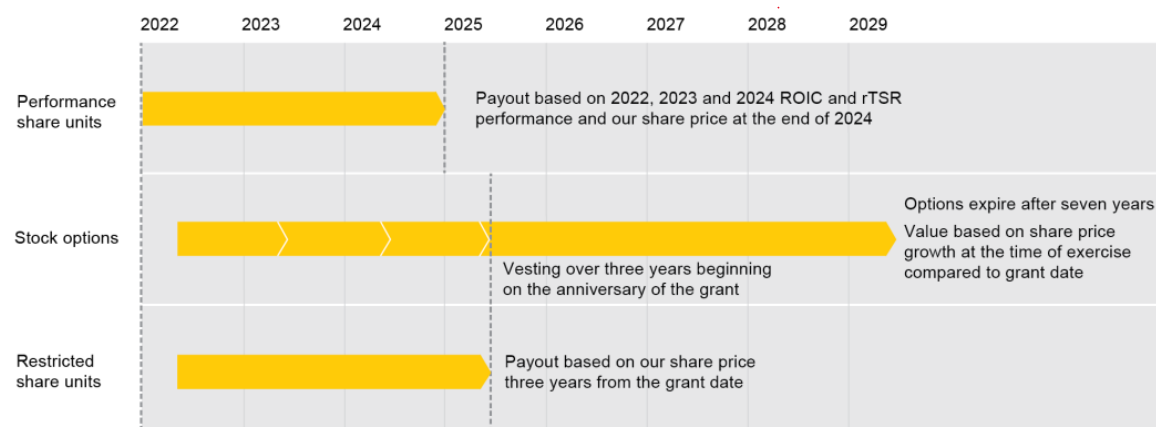 2022 2023 2024 2025 2026 2027 2028 2029
Performance
share units
Payout based on 2022, 2023 and 2024 ROIC and rTSR
performance and our share price at the end of 2024
Stock options
Vesting over three years beginning
on the anniversary of the grant
Options expire after seven years
Value based on share price
growth at the time of exercise
compared to grant date
Restricted
share units
Payout based on our share price
three years from the grant date